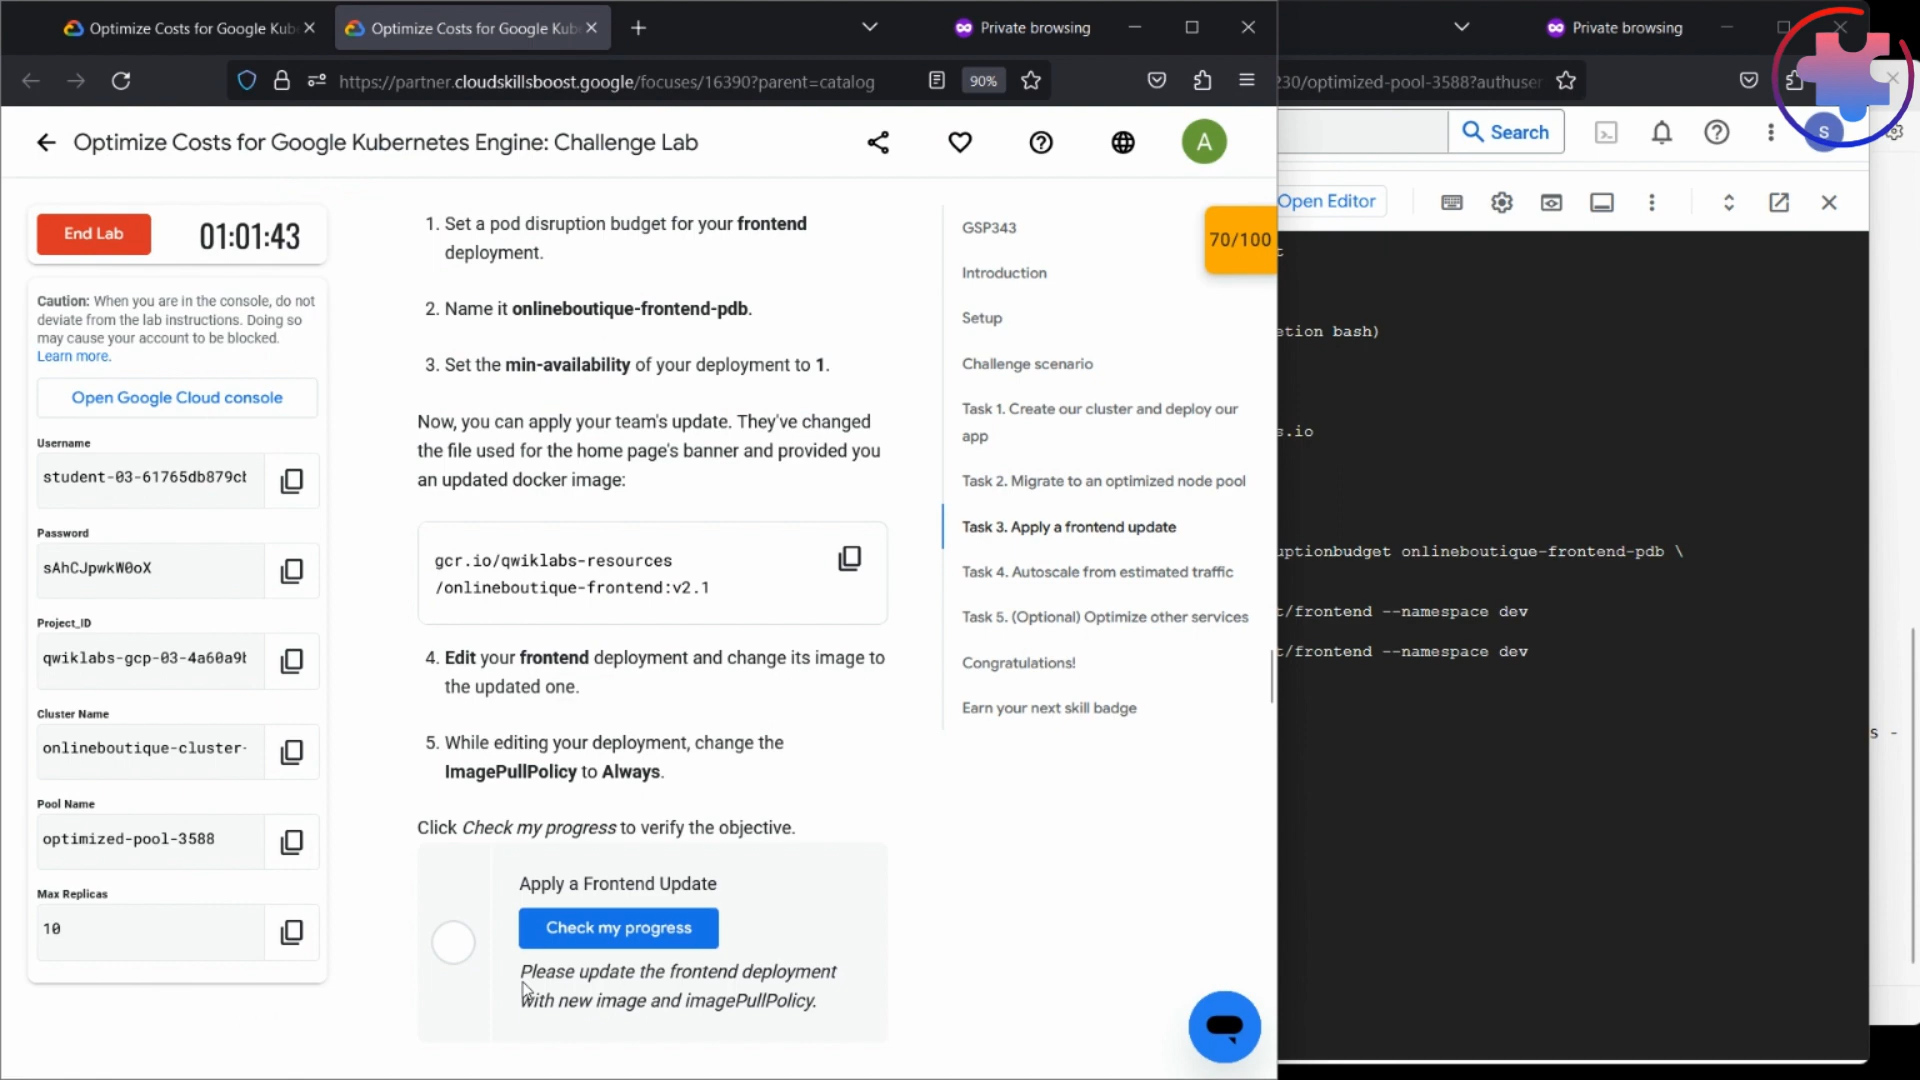 Optimize Costs for Google Kub
Optimize Costs for Google Kub
Private browsing
Private browsing
https://partner.cloudskillsboost.google/focuses/16390?parent=catalog
90%
30/optimized-pool-3588?authuser
Optimize Costs for Google Kubernetes Engine: Challenge Lab
A
Search
S
End Lab
01:01:43
70/100
Open Editor
Caution: When you are in the console, do not
deviate from the lab instructions. Doing so
may cause your account to be blocked.
Learn more.
Open Google Cloud console
Username
student-03-61765db879cb
Password
sAhCJpwkW0oX
Project_ID
qwiklabs-gcp-03-4a60a9b
Cluster Name
onlineboutique-cluster-
Pool Name
optimized-pool-3588
Max Replicas
10
1. Set a pod disruption budget for your frontend
deployment.
2. Name it onlineboutique-frontend-pdb.
3. Set the min-availability of your deployment to 1.
Now, you can apply your team's update. They've changed
the file used for the home page's banner and provided you
an updated docker image:
gcr.io/qwiklabs-resources
/onlineboutique-frontend:v2.1
4. Edit your frontend deployment and change its image to
the updated one.
5. While editing your deployment, change the
ImagePullPolicy to Always.
Click Check my progress to verify the objective.
Apply a Frontend Update
Check my progress
Please update the frontend deployment
with new image and imagePullPolicy.
GSP343
Introduction
Setup
Challenge scenario
Task 1. Create our cluster and deploy our
app
Task 2. Migrate to an optimized node pool
Task 3. Apply a frontend update
Task 4. Autoscale from estimated traffic
Task 5. (Optional) Optimize other services
Congratulations!
Earn your next skill badge
t
etion bash)
s.io
uptionbudget onlineboutique-frontend-pdb \
t/frontend --namespace dev
t/frontend --namespace dev
s -